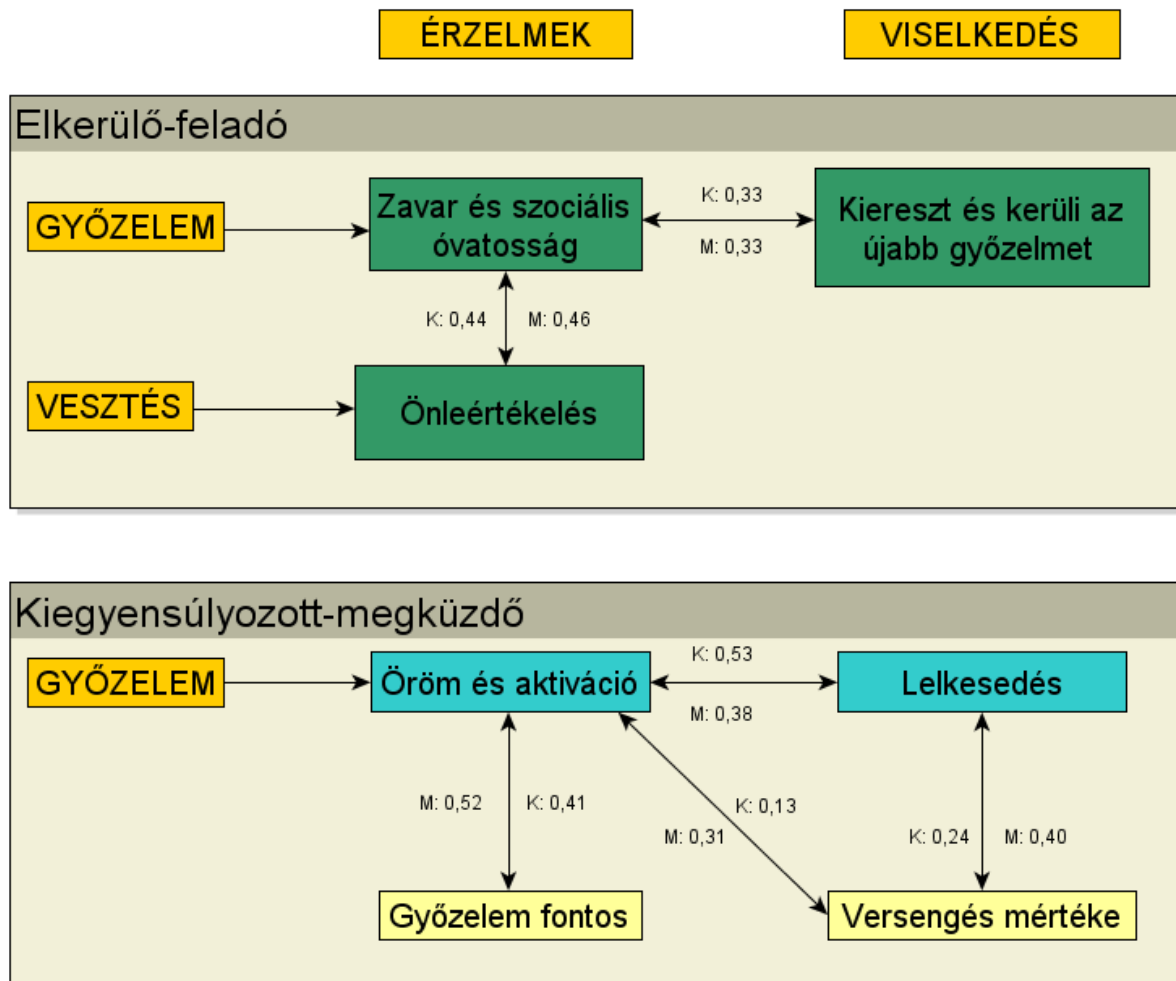 ÉRZELMEK
VISELKEDÉS
Elkerülő-feladó
GYŐZELEM
Zavar és szociális
óvatosság
K: 0,33
M: 0,33
Kiereszt és kerüli az
újabb győzelmet
K: 0,44
M: 0,46
VESZTÉS
Önleértékelés
Kiegyensúlyozott-megküzdő
GYŐZELEM
Öröm és aktiváció
K: 0,53
M: 0,38
Lelkesedés
M: 0,52
K: 0,41
K: 0,13
M: 0,31
K: 0,24
M: 0,40
Győzelem fontos
Versengés mértéke